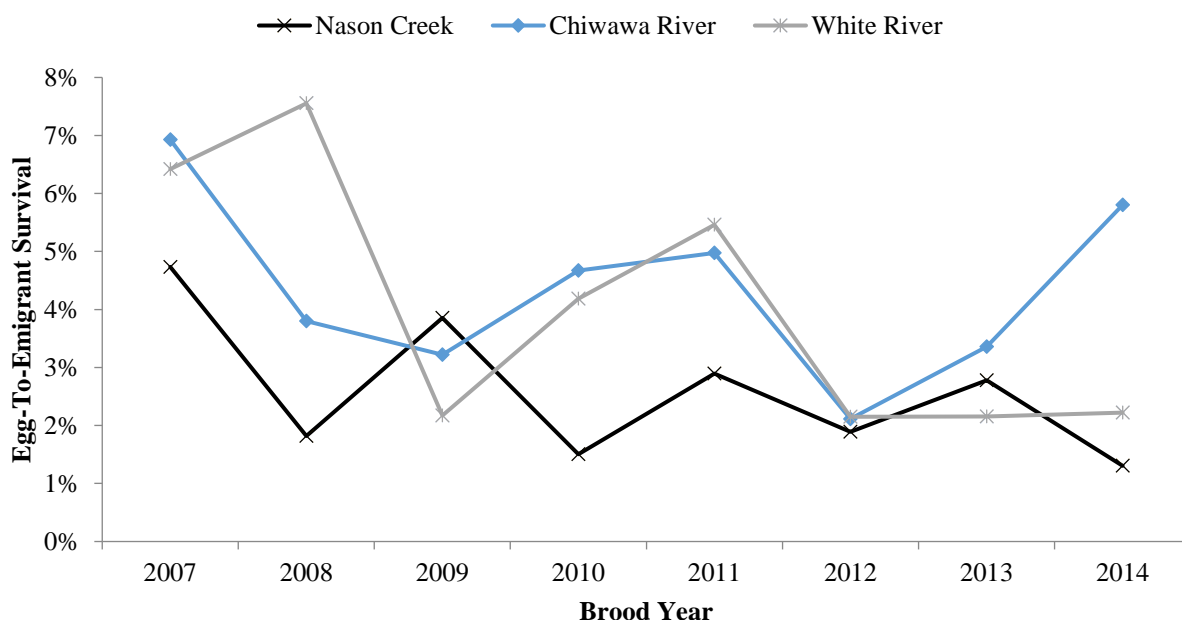 Nason Creek Chiwawa River White River
8%
7%
6%
5%
4%
3%
2%
1%
0%
Egg-To-Emigrant Survival
2007 2008 2009 2010 2011 2012 2013 2014
Brood Year